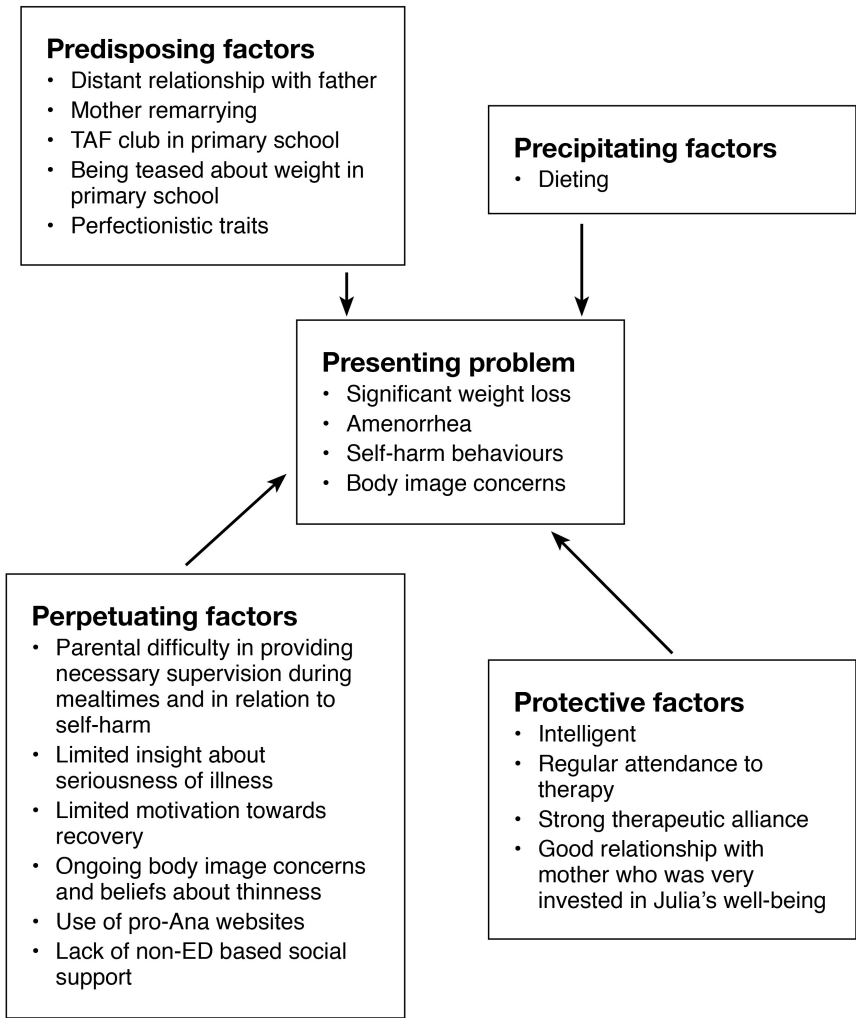 Predisposing factors
• Distant relationship with father
• Mother remarrying
• TAF club in primary school
• Being teased about weight in
primary school
• Perfectionistic traits
Precipitating factors
• Dieting
Presenting problem
• Significant weight loss
• Amenorrhea
• Self-harm behaviours
• Body image concerns
Perpetuating factors
• Parental difficulty in providing
necessary supervision during
mealtimes and in relation to
self-harm
• Limited insight about
seriousness of illness
• Limited motivation towards
recovery
• Ongoing body image concerns
and beliefs about thinness
• Use of pro-Ana websites
• Lack of non-ED based social
support
Protective factors
• Intelligent
• Regular attendance to
therapy
• Strong therapeutic alliance
• Good relationship with
mother who was very
invested in Julia’s well-being